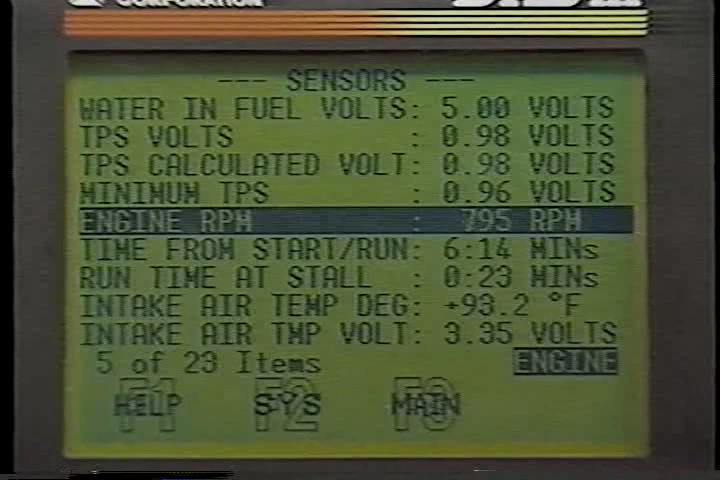 CORPORATION
--- SENSORS ---
WATER IN FUEL VOLTS: 5.00 VOLTS
TPS VOLTS : 0.98 VOLTS
TPS CALCULATED VOLT: 0.98 VOLTS
MINIMUM TPS : 0.96 VOLTS
ENGINE RPM : 795 RPM
TIME FROM START/RUN: 6:14 MINs
RUN TIME AT STALL : 0:23 MINs
INTAKE AIR TEMP DEG: +93.2 °F
INTAKE AIR TMP VOLT: 3.35 VOLTS
5 of 23 Items ENGINE
F1 F2 F3
HELP SYS MAIN